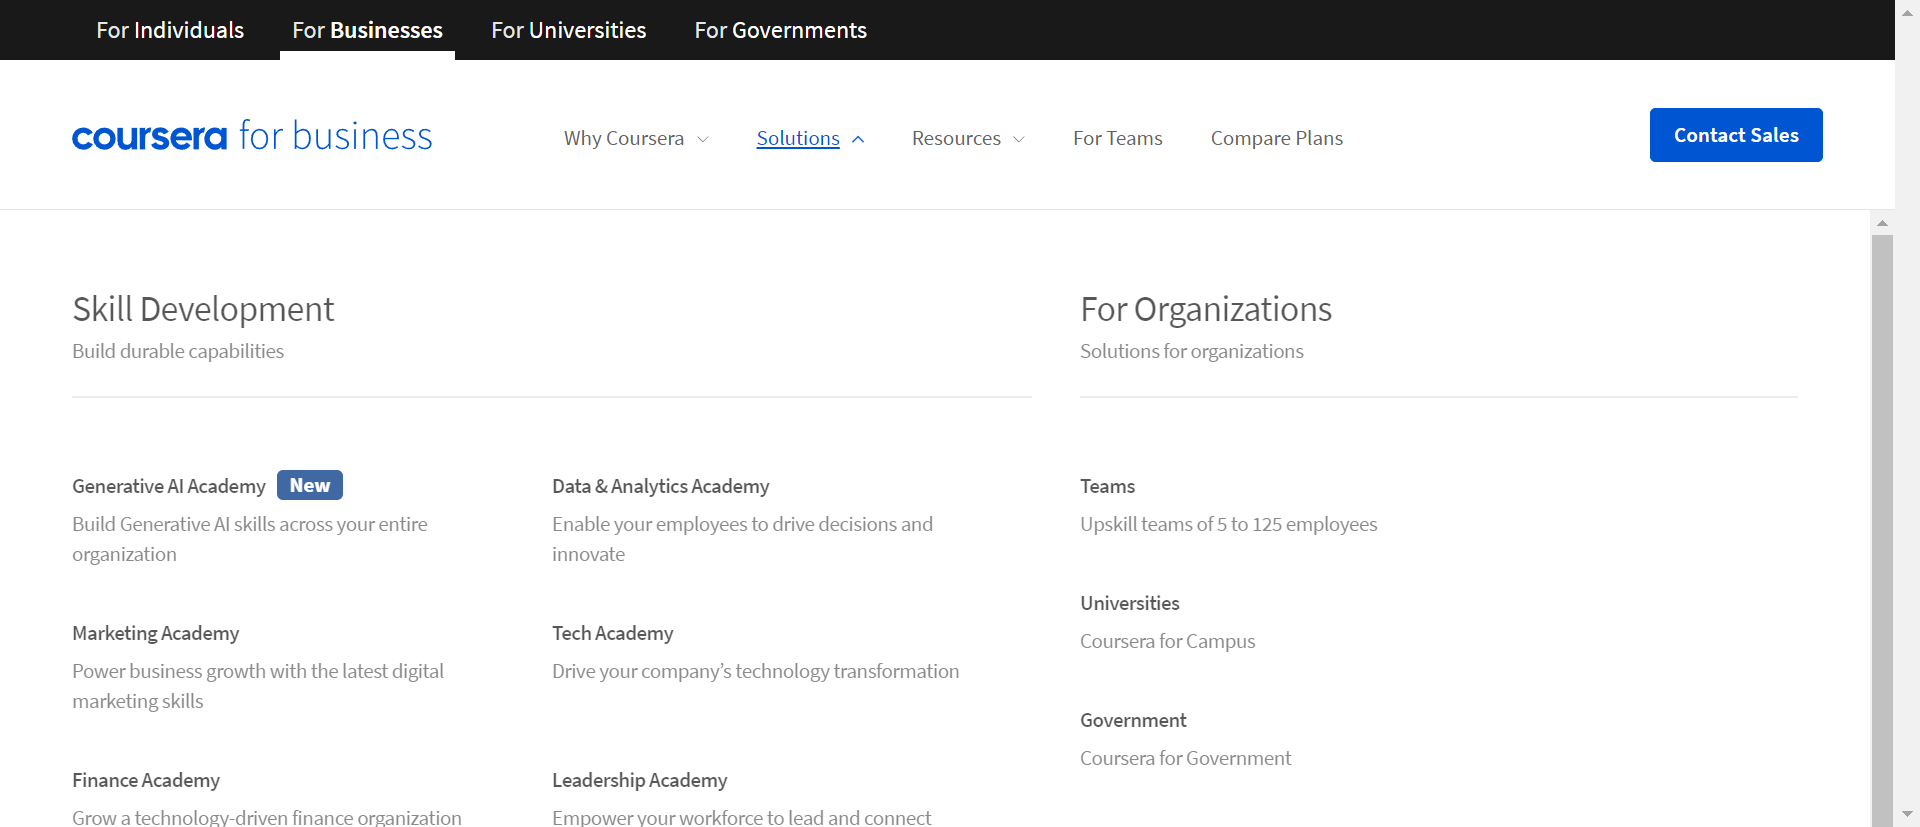 For Individuals
For Businesses
For Universities
For Governments
coursera for business
Why Coursera
Solutions
Resources
For Teams
Compare Plans
Contact Sales
Skill Development
Build durable capabilities
For Organizations
Solutions for organizations
Generative AI Academy New
Build Generative AI skills across your entire
organization
Data & Analytics Academy
Enable your employees to drive decisions and
innovate
Teams
Upskill teams of 5 to 125 employees
Marketing Academy
Power business growth with the latest digital
marketing skills
Tech Academy
Drive your company’s technology transformation
Universities
Coursera for Campus
Government
Coursera for Government
Finance Academy
Grow a technology-driven finance organization
Leadership Academy
Empower your workforce to lead and connect